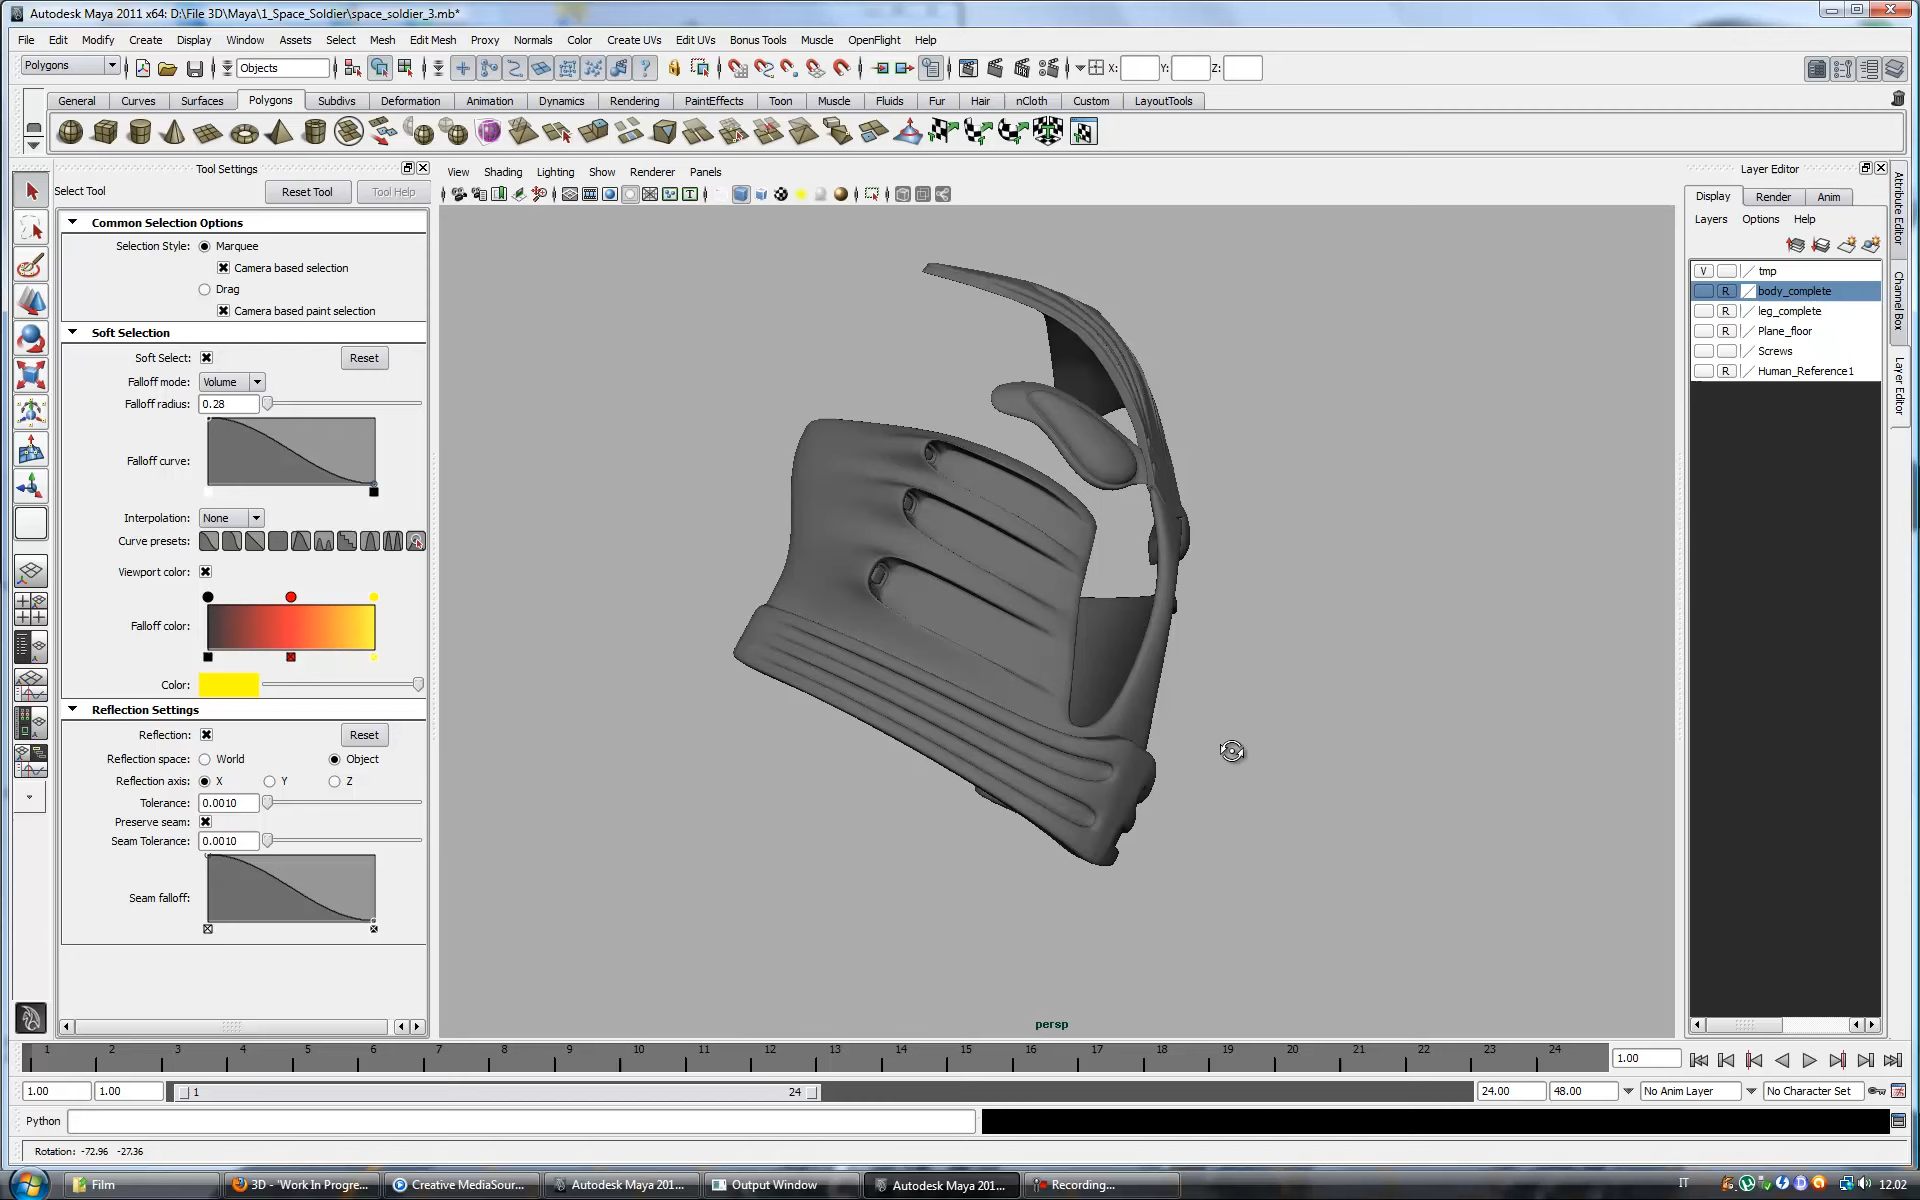 Autodesk Maya 2011 x64: D:\File 3D\Maya\1_Space_Soldier\space_soldier_3.mb*
File Edit Modify Create Display Window Assets Select Mesh Edit Mesh Proxy Normals Color Create UVs Edit UVs Bonus Tools Muscle OpenFlight Help
Polygons Objects X: Y: Z:
General Curves Surfaces Polygons Subdivs Deformation Animation Dynamics Rendering PaintEffects Toon Muscle Fluids Fur Hair nCloth Custom LayoutTools
Tool Settings
Select Tool Reset Tool Tool Help
Common Selection Options
Selection Style: Marquee
Camera based selection
Drag
Camera based paint selection
Soft Selection
Soft Select: Reset
Falloff mode: Volume
Falloff radius: 0.28
Falloff curve:
Interpolation: None
Curve presets:
Viewport color:
Falloff color:
Color:
Reflection Settings
Reflection: Reset
Reflection space: World Object
Reflection axis: X Y Z
Tolerance: 0.0010
Preserve seam:
Seam Tolerance: 0.0010
Seam falloff:
View Shading Lighting Show Renderer Panels
persp
Layer Editor
Display Render Anim
Layers Options Help
V tmp
R body_complete
R leg_complete
R Plane_floor
Screws
R Human_Reference1
Attribute Editor
Channel Box
Layer Editor
1 2 3 4 5 6 7 8 9 10 11 12 13 14 15 16 17 18 19 20 21 22 23 24 1.00
1.00 1.00 1 24 24.00 48.00 No Anim Layer No Character Set
Python
Rotation: -72.96 -27.36
Film 3D - 'Work In Progre... Creative MediaSour... Autodesk Maya 201... Output Window Autodesk Maya 201... Recording... IT 12.02